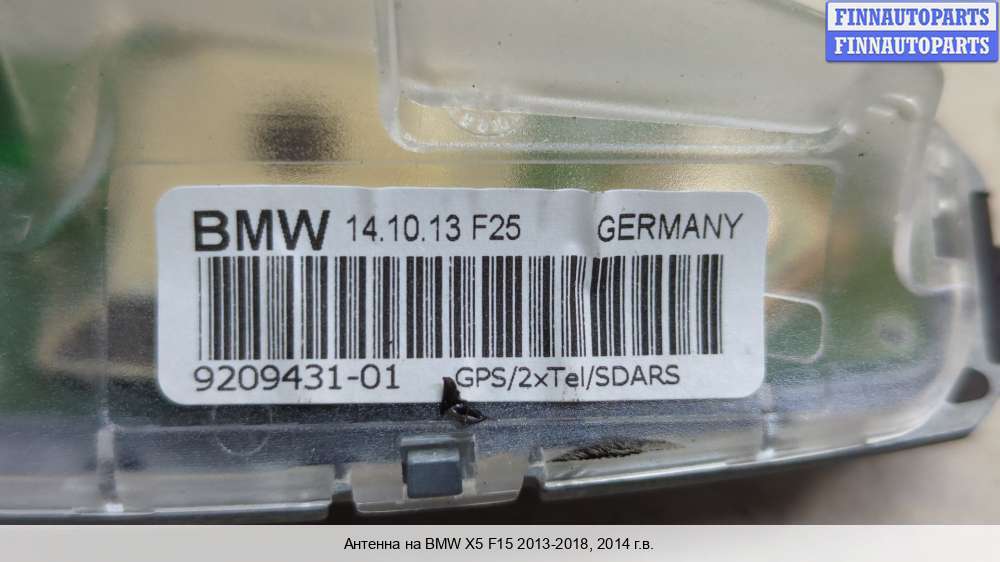 FINNAUTOPARTS
FINNAUTOPARTS
BMW 14.10.13 F25 GERMANY
9209431-01 GPS/2xTel/SDARS
Антенна на BMW X5 F15 2013-2018, 2014 г.в.